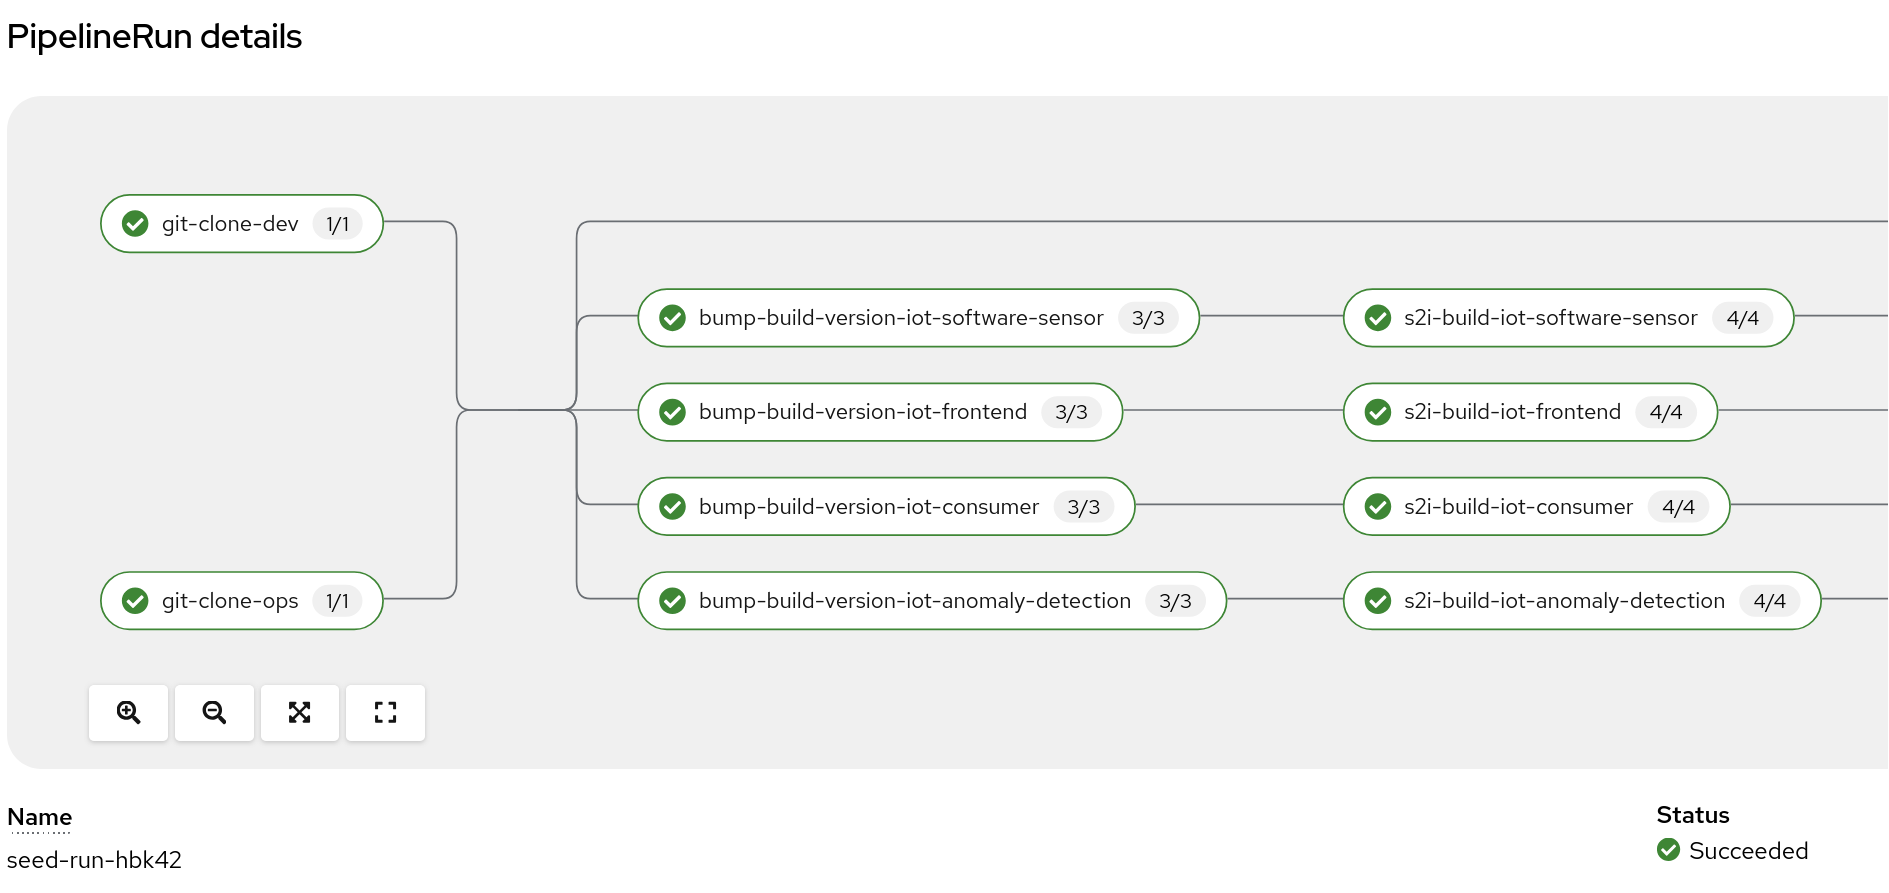 PipelineRun details
git-clone-dev 1/1
bump-build-version-iot-software-sensor 3/3 s2i-build-iot-software-sensor 4/4
bump-build-version-iot-frontend 3/3 s2i-build-iot-frontend 4/4
bump-build-version-iot-consumer 3/3 s2i-build-iot-consumer 4/4
git-clone-ops 1/1 bump-build-version-iot-anomaly-detection 3/3 s2i-build-iot-anomaly-detection 4/4
Name
seed-run-hbk42
Status
Succeeded